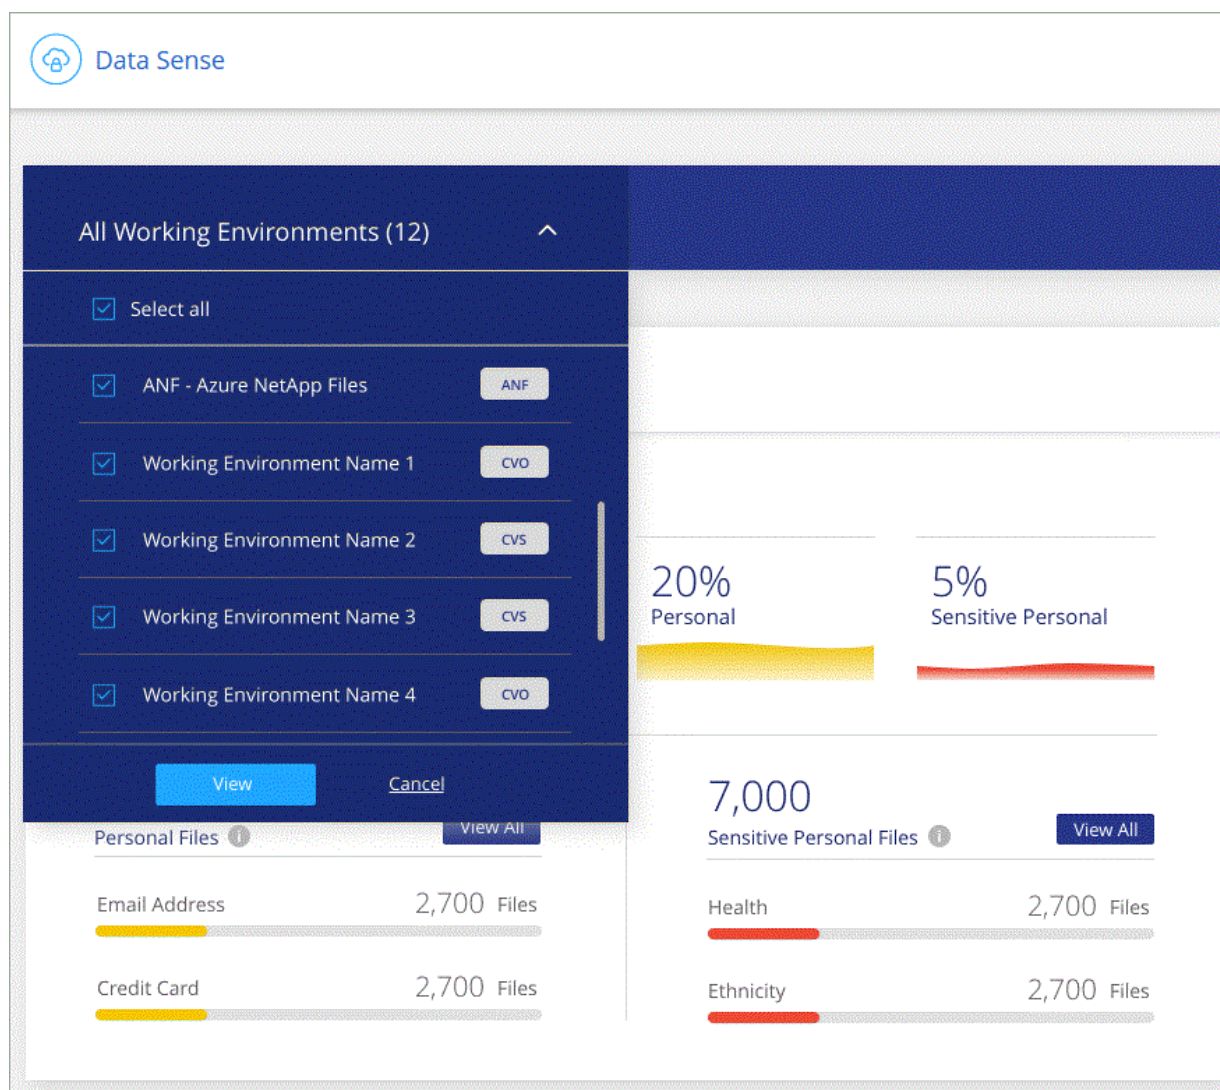 Data Sense
All Working Environments (12)
Select all
ANF - Azure NetApp Files ANF
Working Environment Name 1 CVO
Working Environment Name 2 CVS
Working Environment Name 3 CVS
Working Environment Name 4 CVO
View Cancel
20%
Personal
5%
Sensitive Personal
Personal Files View All
Email Address 2,700 Files
Credit Card 2,700 Files
7,000
Sensitive Personal Files View All
Health 2,700 Files
Ethnicity 2,700 Files